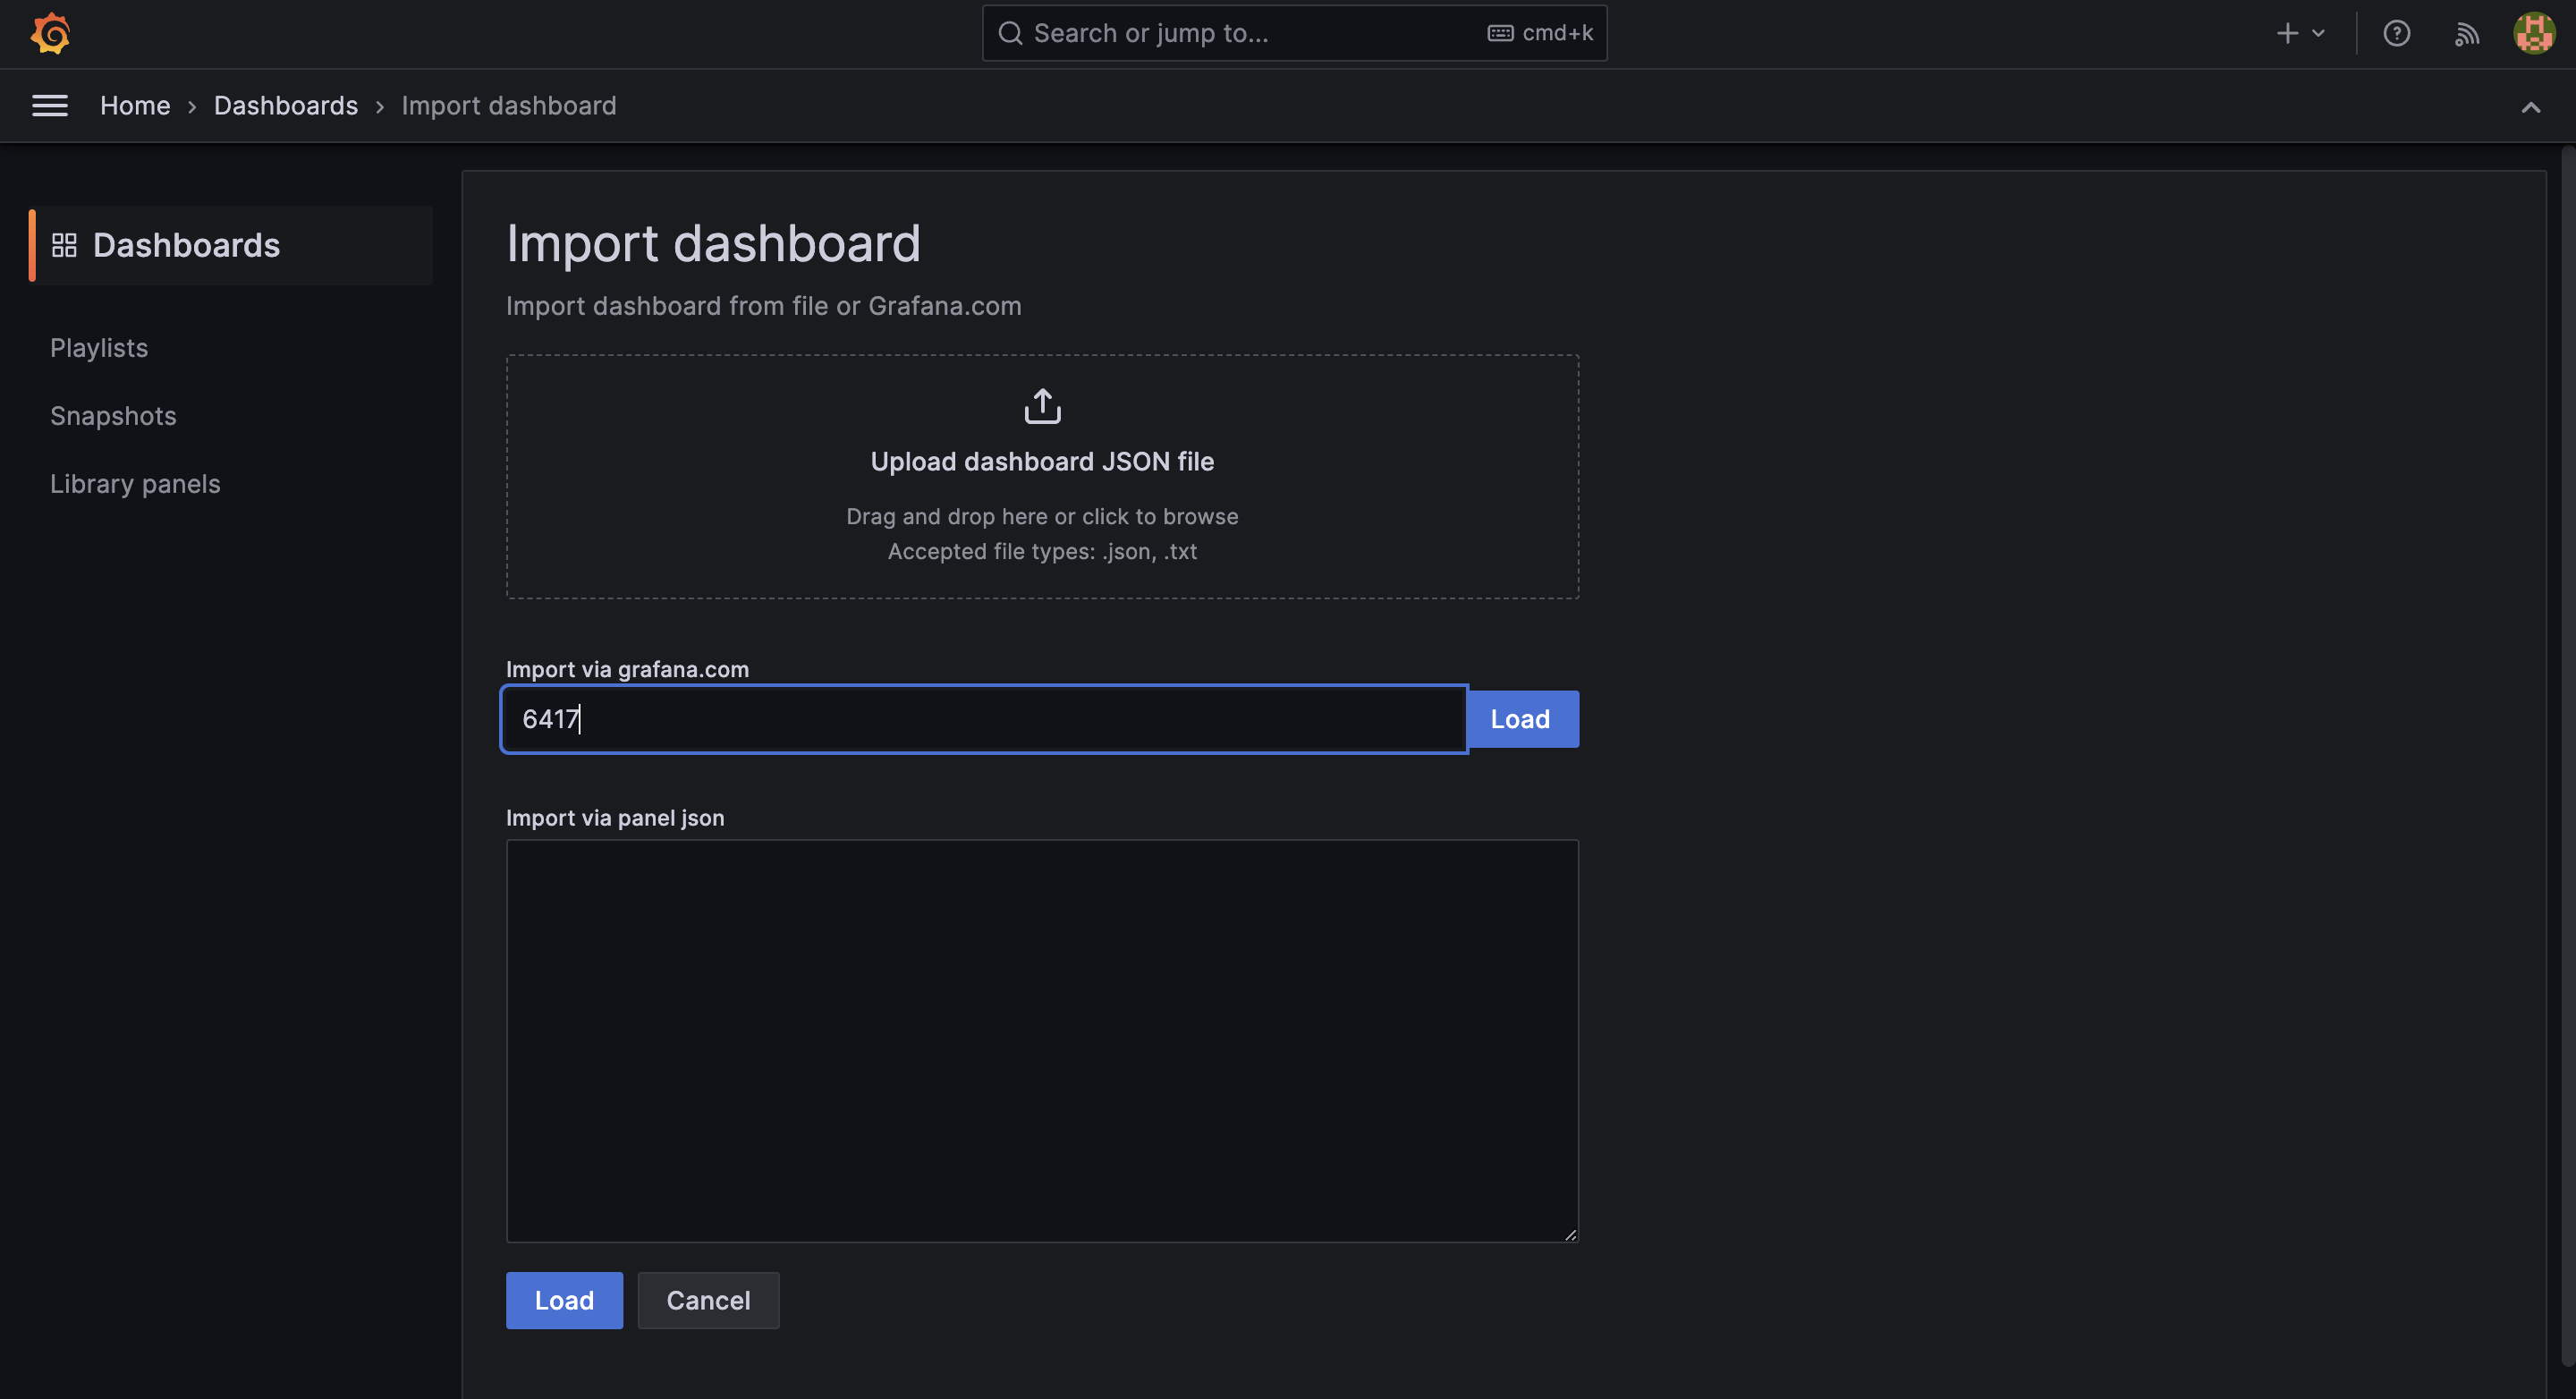 Search or jump to... cmd+k
Home › Dashboards › Import dashboard
Dashboards
Playlists
Snapshots
Library panels
Import dashboard
Import dashboard from file or Grafana.com
Upload dashboard JSON file
Drag and drop here or click to browse
Accepted file types: .json, .txt
Import via grafana.com
6417 Load
Import via panel json
Load Cancel